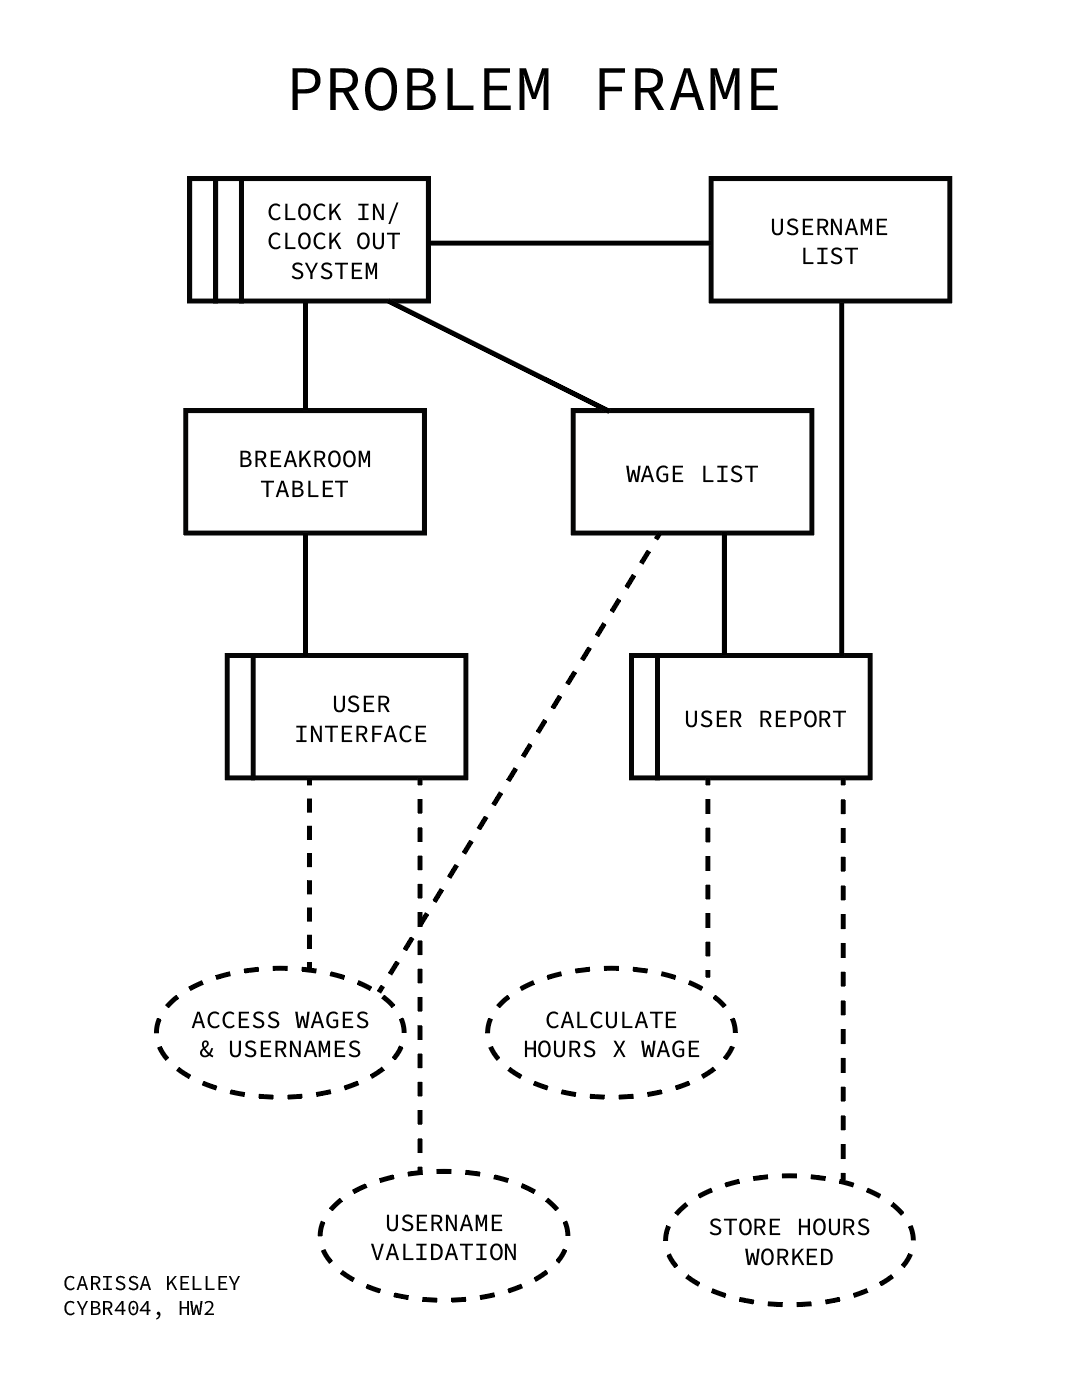 PROBLEM FRAME
CLOCK IN/
CLOCK OUT
SYSTEM
USERNAME
LIST
BREAKROOM
TABLET
WAGE LIST
USER
INTERFACE
USER REPORT
ACCESS WAGES
& USERNAMES
CALCULATE
HOURS X WAGE
USERNAME
VALIDATION
STORE HOURS
WORKED
CARISSA KELLEY
CYBR404, HW2